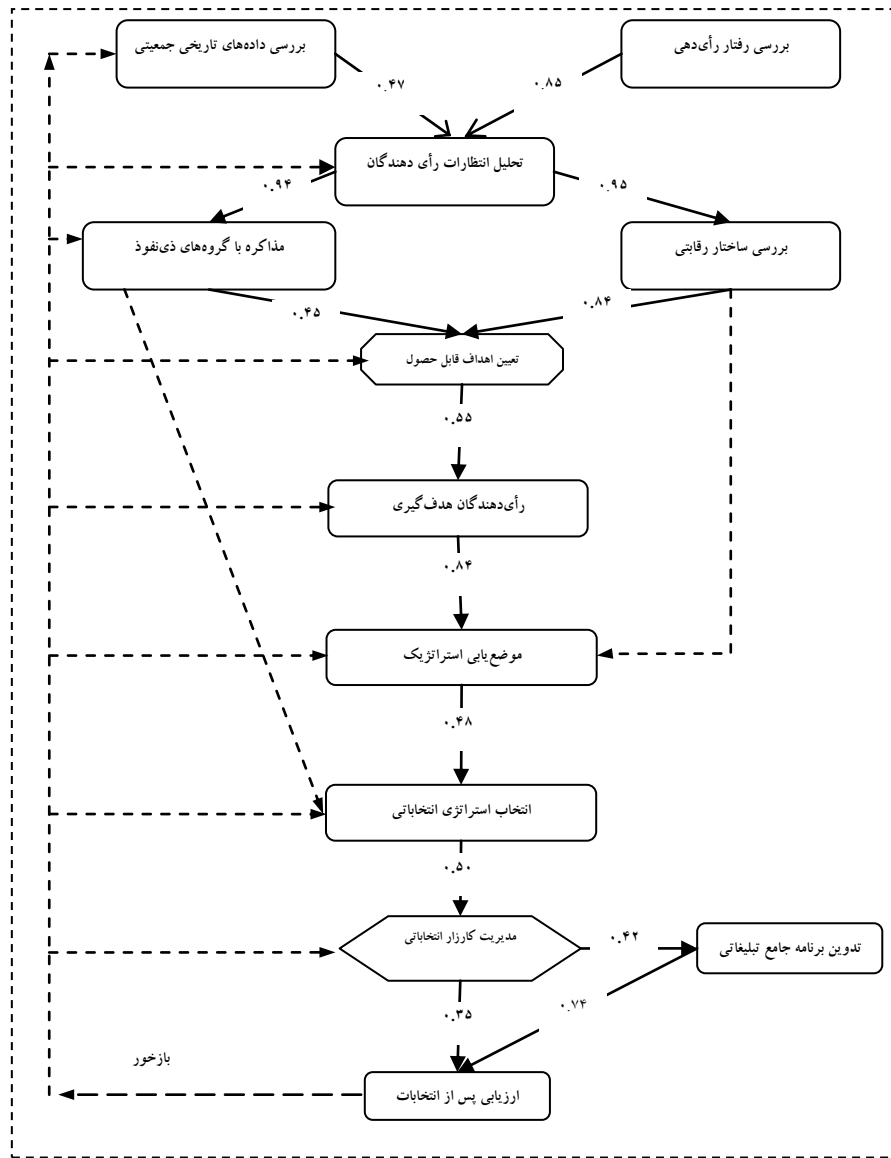 بررسی رفتار رأی‌دهی
بررسی داده‌های تاریخی جمعیتی
۰.۸۵
۰.۴۷
تحلیل انتظارات رأی دهندگان
۰.۹۵
۰.۹۴
بررسی ساختار رقابتی
مذاکره با گروه‌های ذی‌نفوذ
۰.۸۴
۰.۴۵
تعیین اهداف قابل حصول
۰.۵۵
رأی‌دهندگان هدف‌گیری
۰.۸۴
موضع‌یابی استراتژیک
۰.۴۸
انتخاب استراتژی انتخاباتی
۰.۵۰
مدیریت کارزار انتخاباتی
۰.۴۲
تدوین برنامه جامع تبلیغاتی
۰.۷۴
۰.۳۵
بازخور
ارزیابی پس از انتخابات